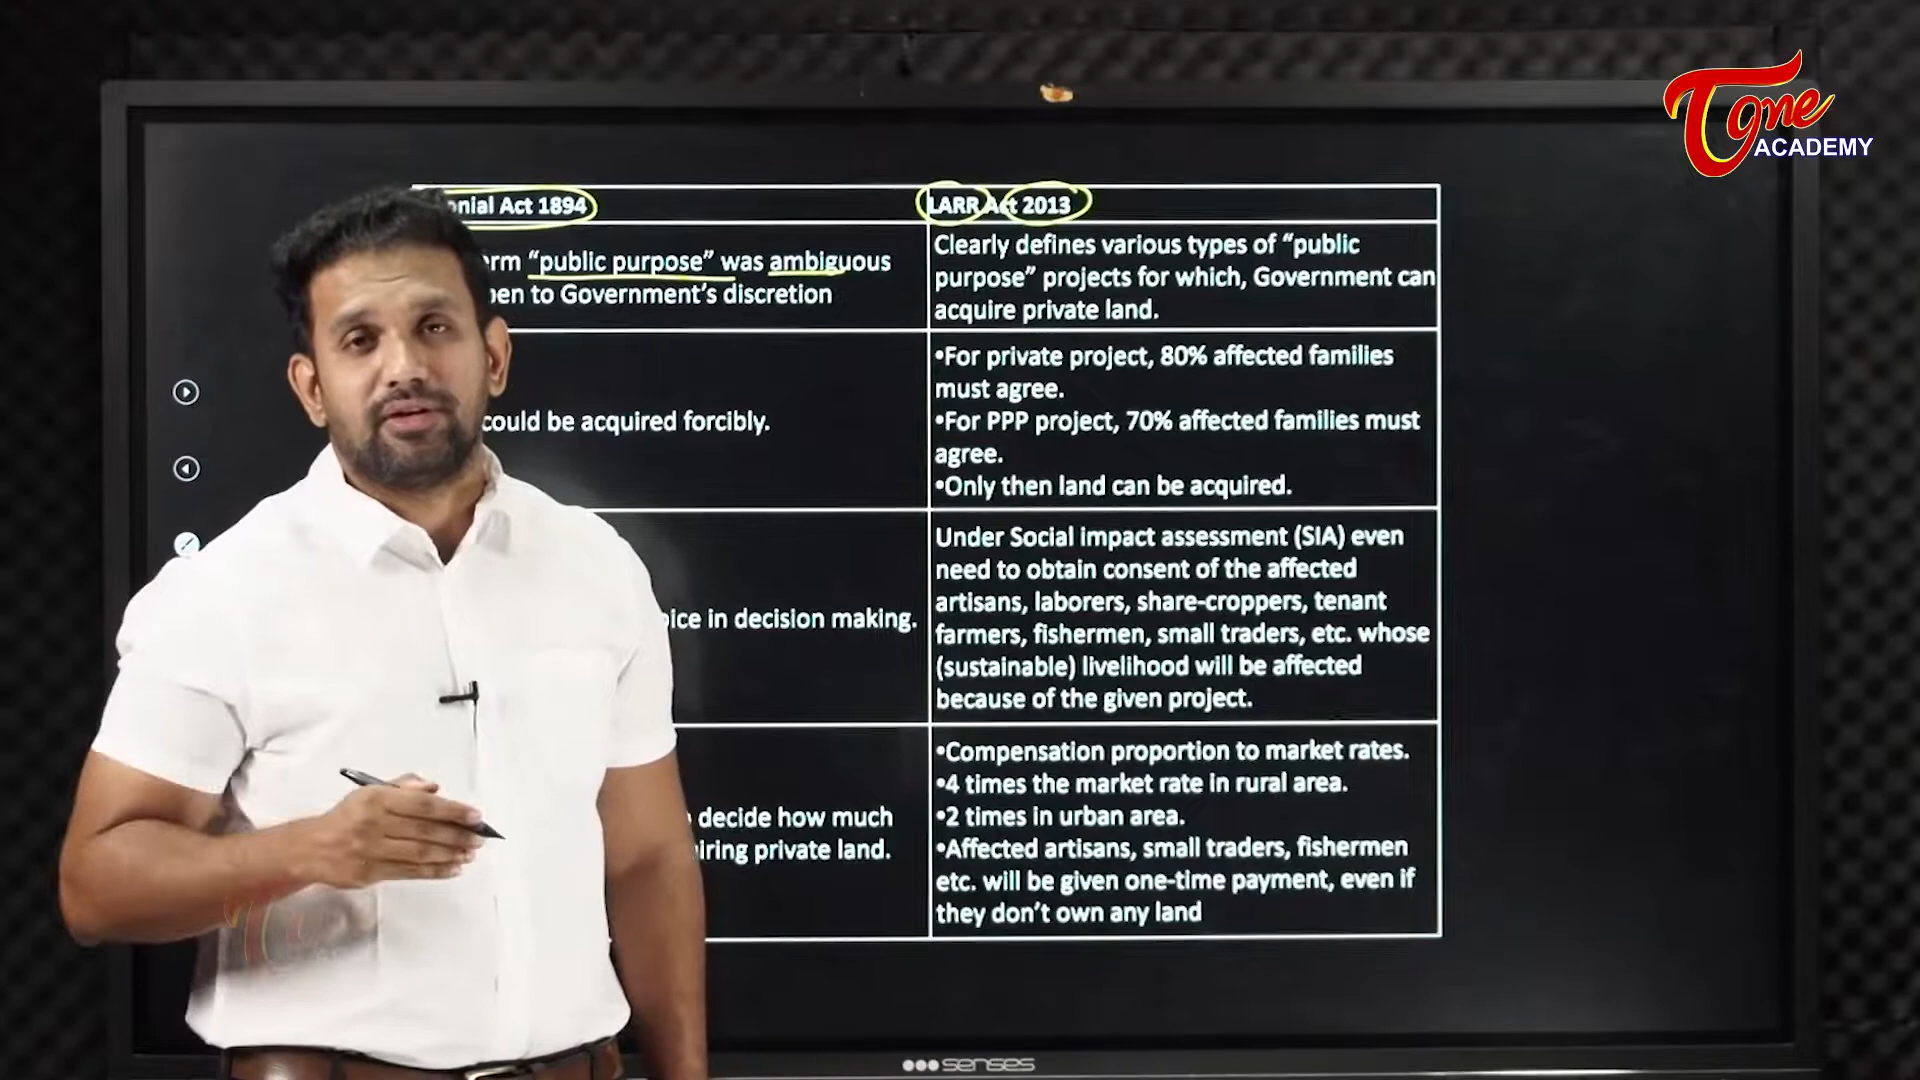 Tone
ACADEMY
Act 1894
LARR Act 2013
"public purpose" was ambiguous
to Government's discretion
Clearly defines various types of "public
purpose" projects for which, Government can
acquire private land.
could be acquired forcibly.
•For private project, 80% affected families
must agree.
•For PPP project, 70% affected families must
agree.
•Only then land can be acquired.
in decision making.
Under Social impact assessment (SIA) even
need to obtain consent of the affected
artisans, laborers, share-croppers, tenant
farmers, fishermen, small traders, etc. whose
(sustainable) livelihood will be affected
because of the given project.
decide how much
private land.
•Compensation proportion to market rates.
•4 times the market rate in rural area.
•2 times in urban area.
•Affected artisans, small traders, fishermen
etc. will be given one-time payment, even if
they don't own any land
senses